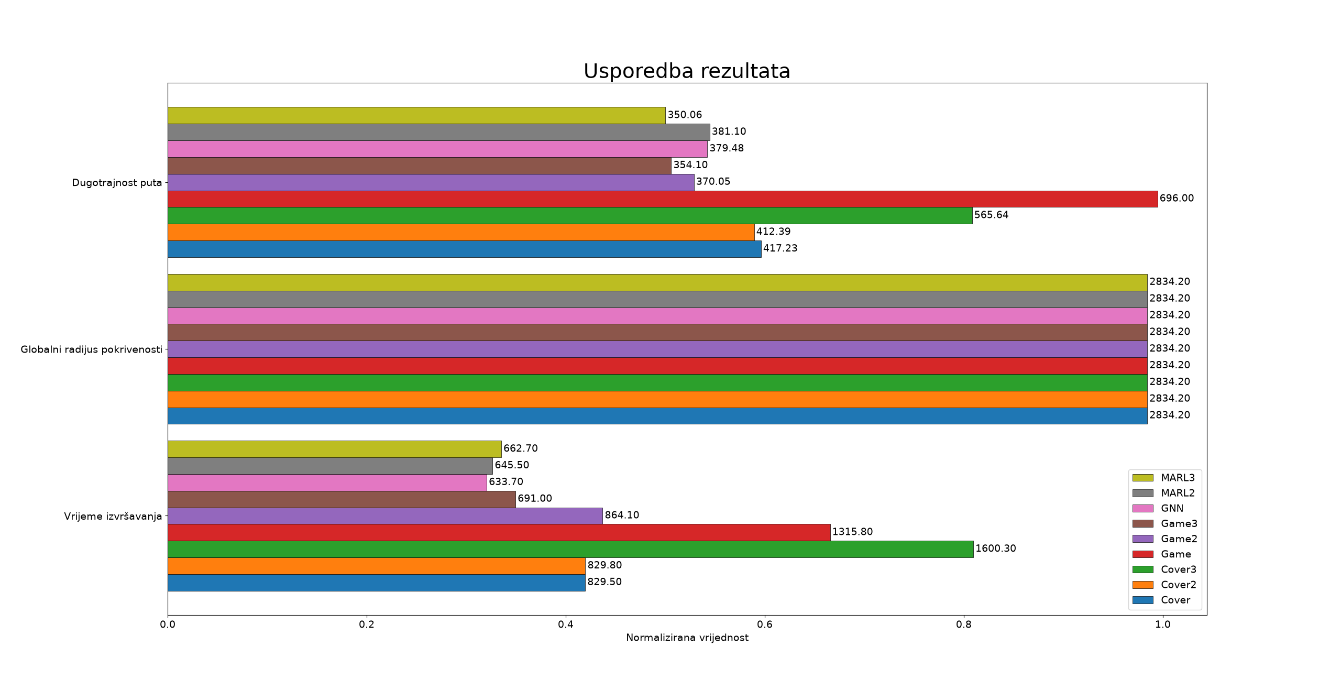 Usporedba rezultata
350.06
381.10
379.48
354.10
Dugotrajnost puta
370.05
696.00
565.64
412.39
417.23
2834.20
2834.20
2834.20
2834.20
Globalni radijus pokrivenosti
2834.20
2834.20
2834.20
2834.20
2834.20
662.70
645.50
633.70
691.00
Vrijeme izvršavanja
864.10
1315.80
1600.30
829.80
829.50
MARL3
MARL2
GNN
Game3
Game2
Game
Cover3
Cover2
Cover
0.0 0.2 0.4 0.6 0.8 1.0
Normalizirana vrijednost